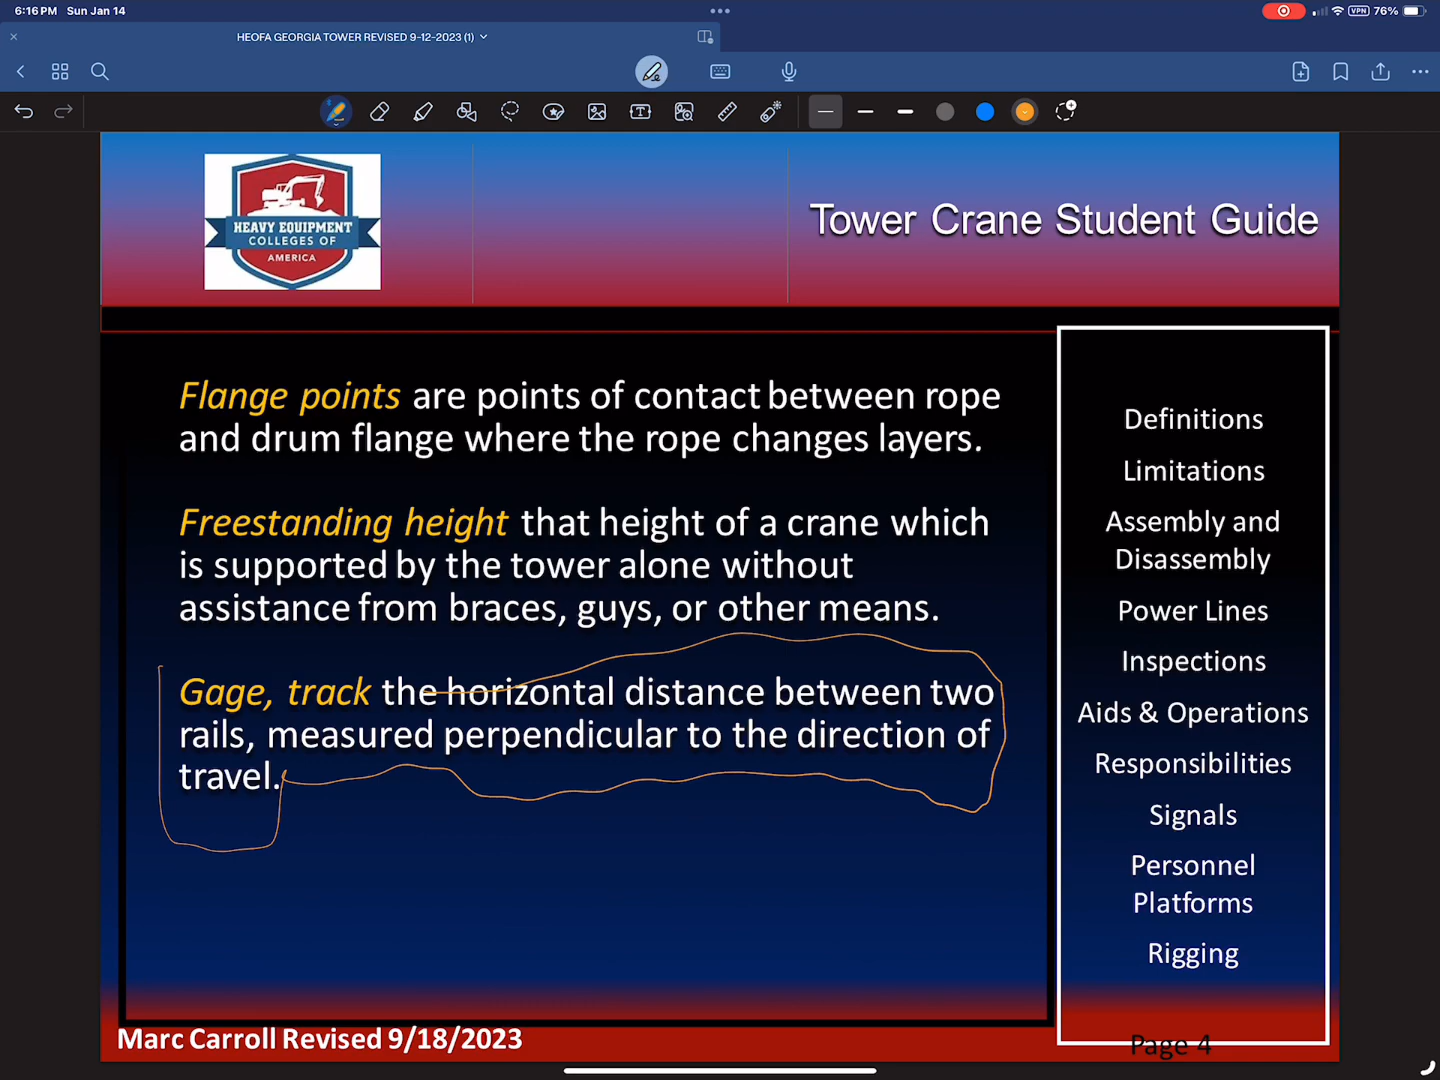 6:16 PM Sun Jan 14
VPN 76%
HEOFA GEORGIA TOWER REVISED 9-12-2023 (1)
HEAVY EQUIPMENT
COLLEGES OF
AMERICA
Tower Crane Student Guide
Flange points are points of contact between rope
and drum flange where the rope changes layers.
Freestanding height that height of a crane which
is supported by the tower alone without
assistance from braces, guys, or other means.
Gage, track the horizontal distance between two
rails, measured perpendicular to the direction of
travel.
Definitions
Limitations
Assembly and
Disassembly
Power Lines
Inspections
Aids & Operations
Responsibilities
Signals
Personnel
Platforms
Rigging
Marc Carroll Revised 9/18/2023
Page 4